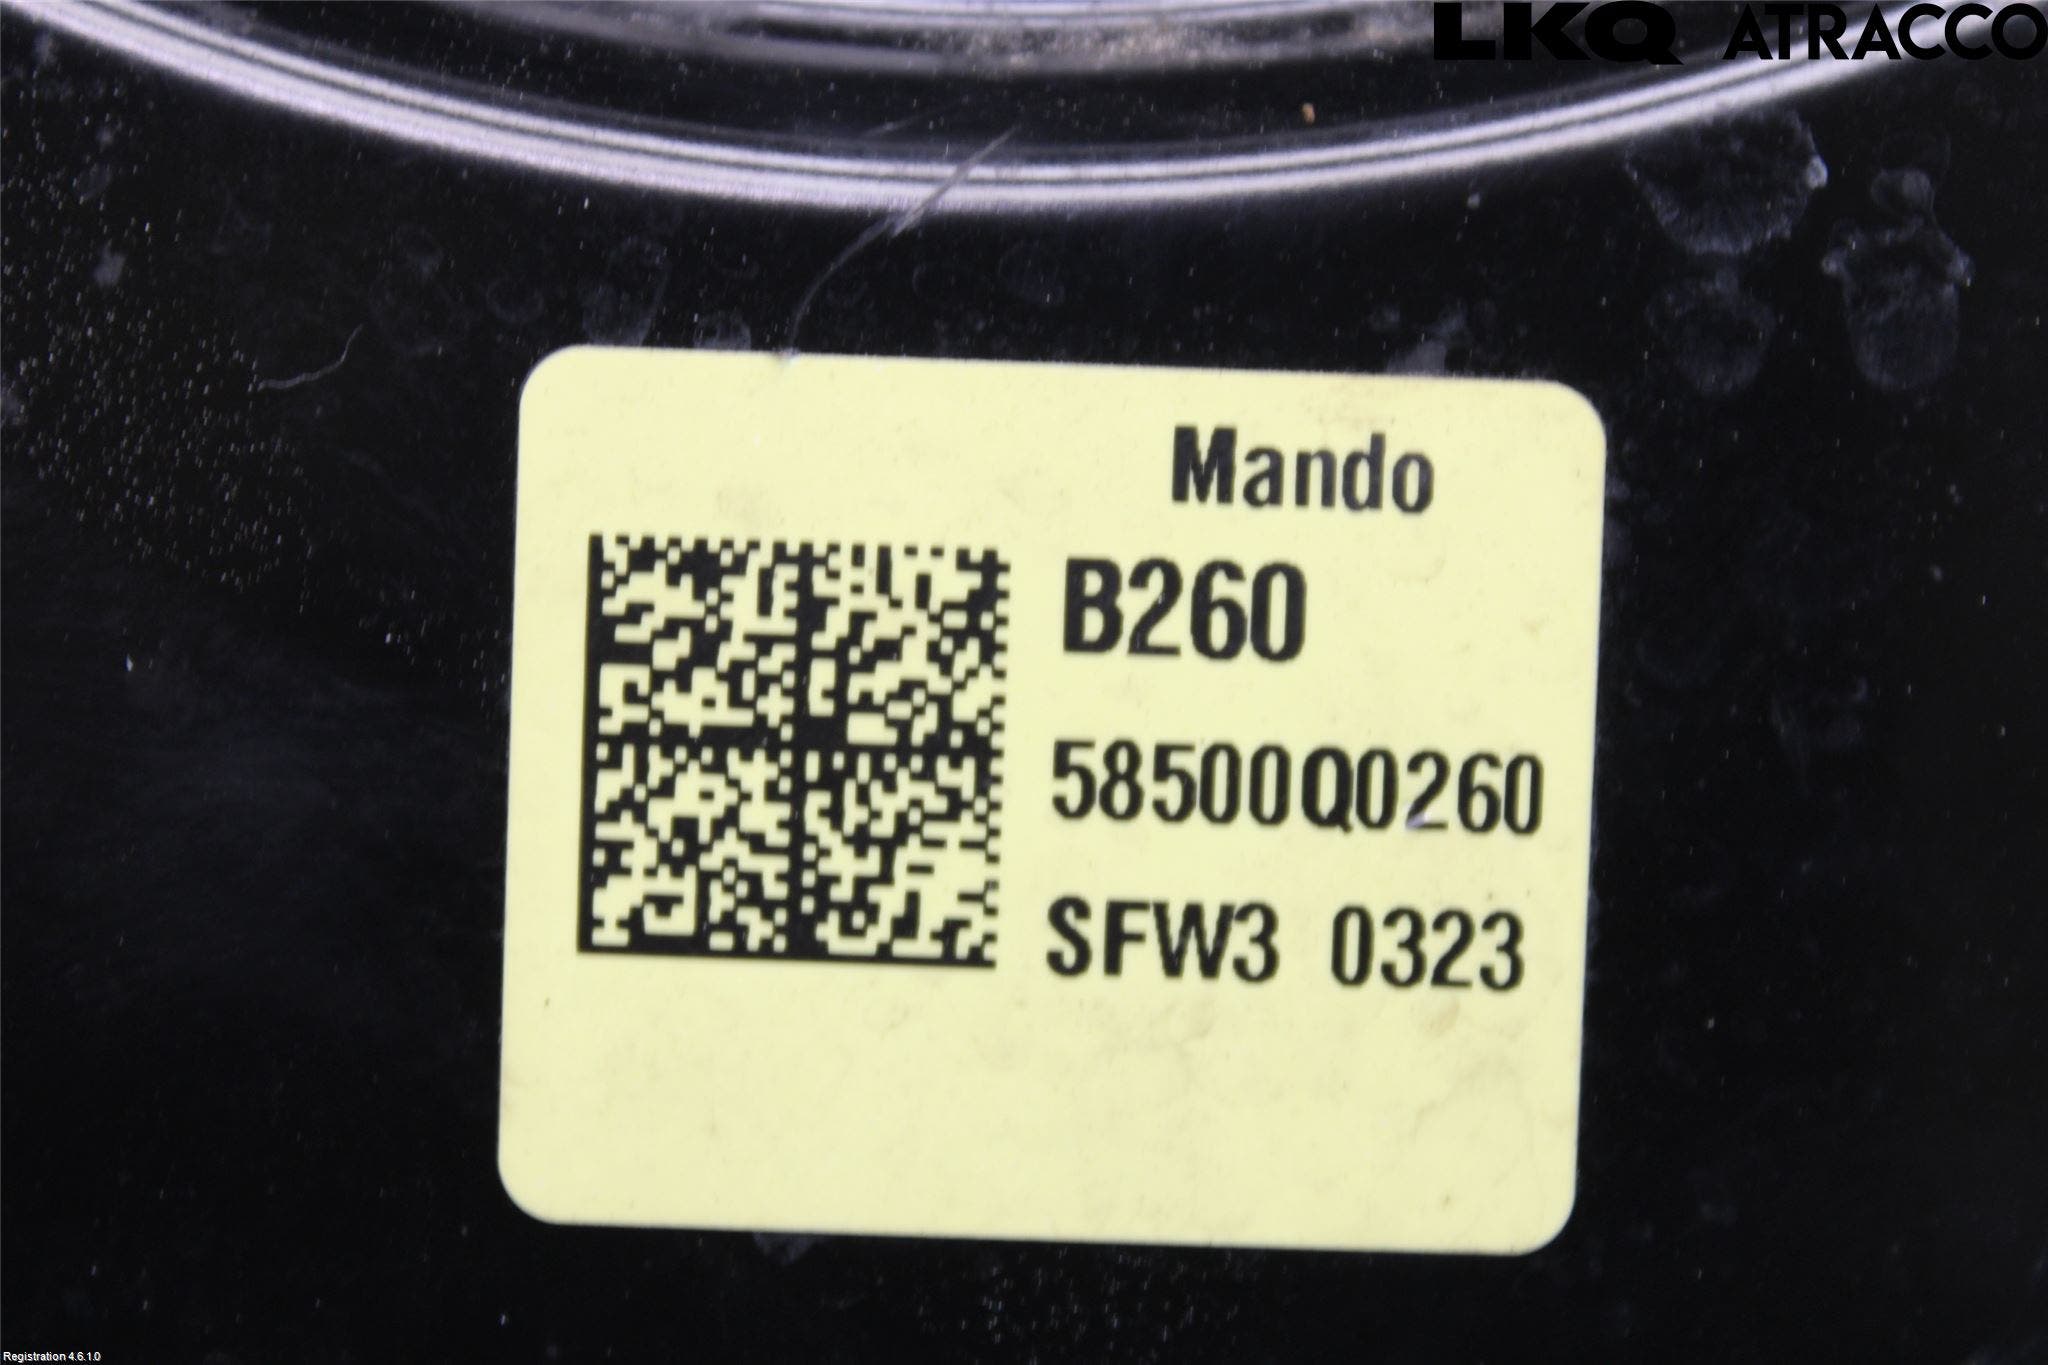 LKQ ATRACCO
Mando
B260
58500Q0260
SFW3 0323
Registration 4.6.1.0